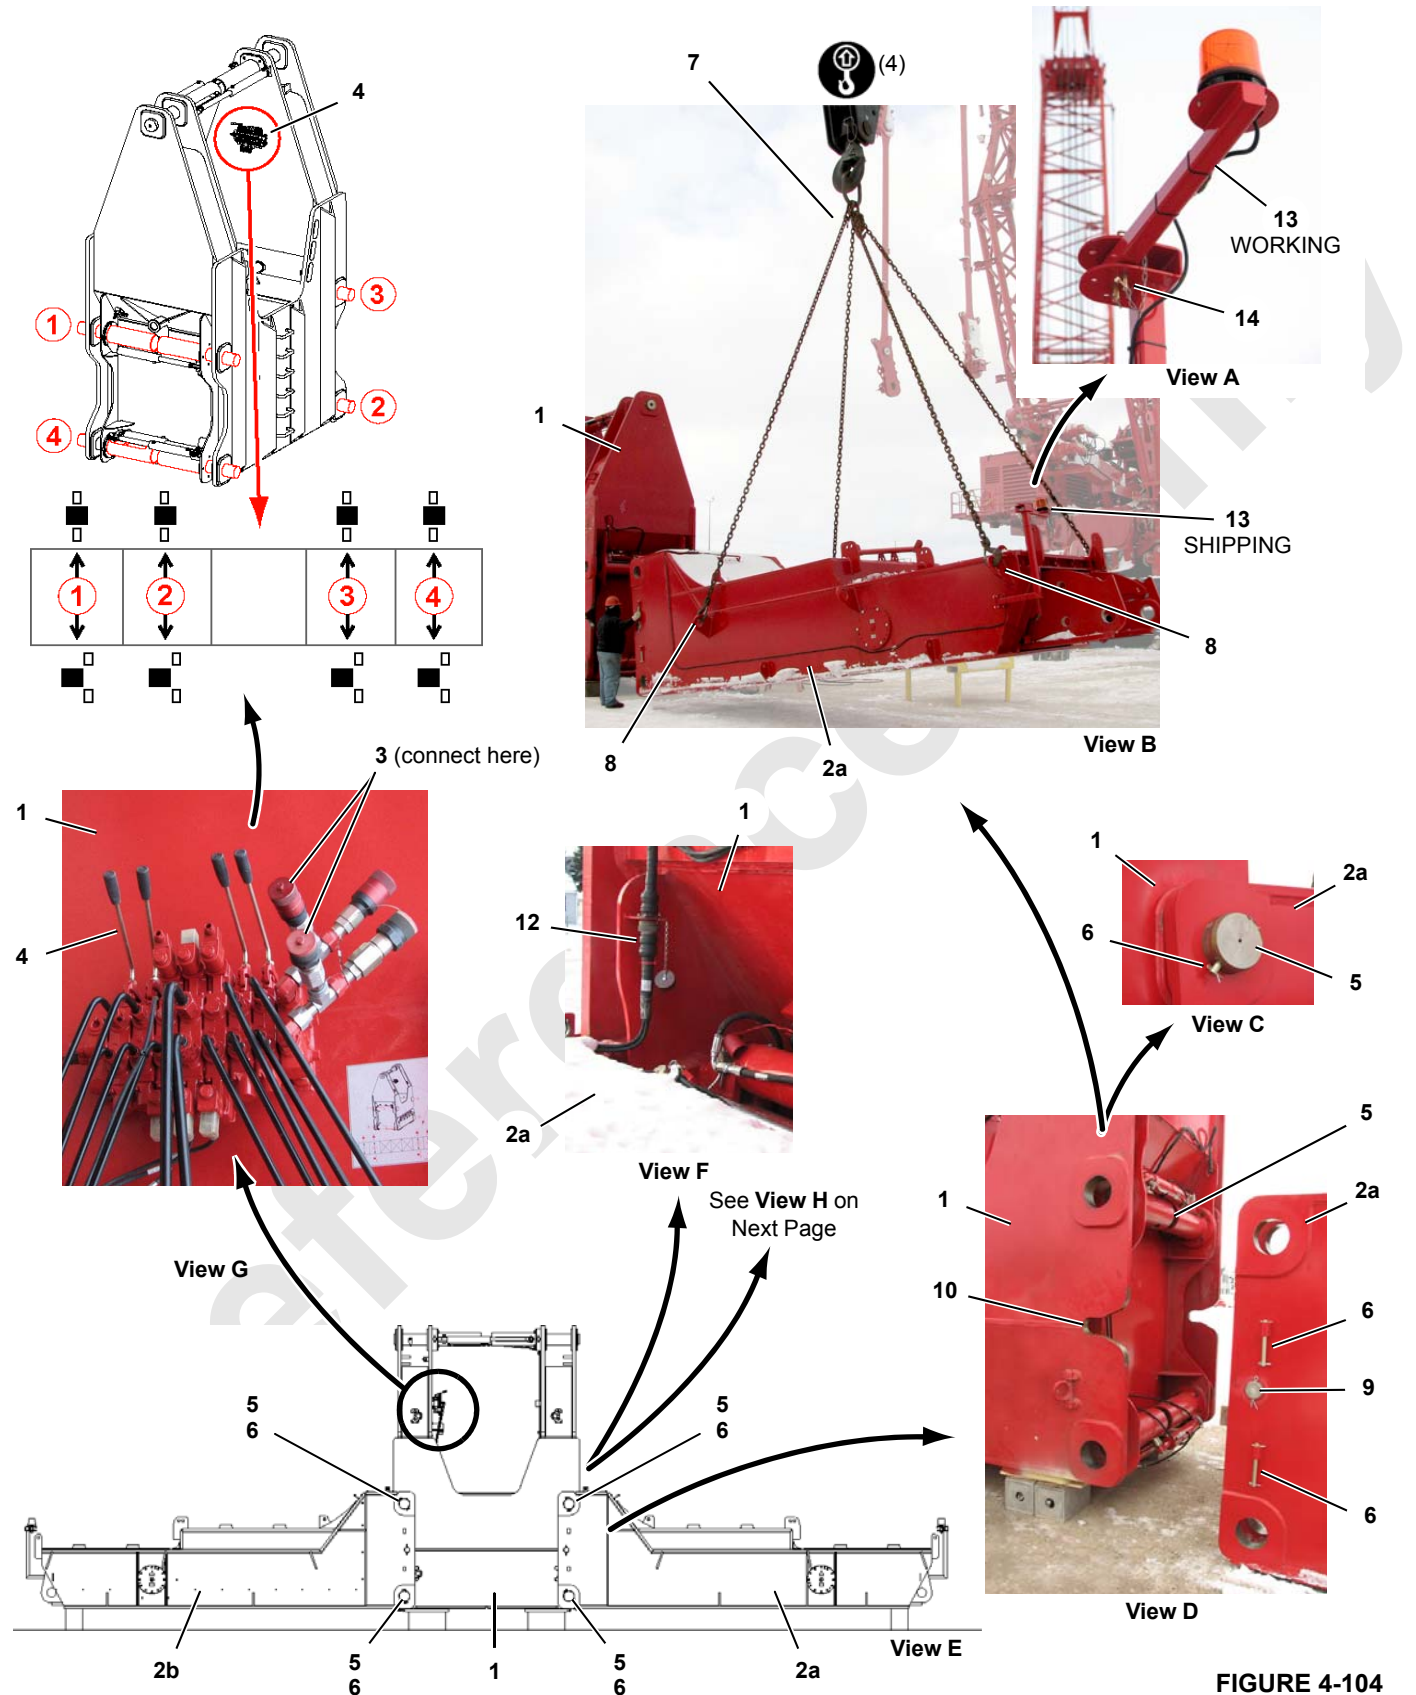 4
7
(4)
13
WORKING
14
View A
3
1
2
4
1
13
SHIPPING
8
1
2
3
4
8
2a
View B
3 (connect here)
1
4
View G
1
12
2a
View F
See View H on
Next Page
1
2a
6
5
View C
5
1
2a
10
6
9
6
View D
5
6
5
6
2b
5
6
1
5
6
2a
View E
FIGURE 4-104